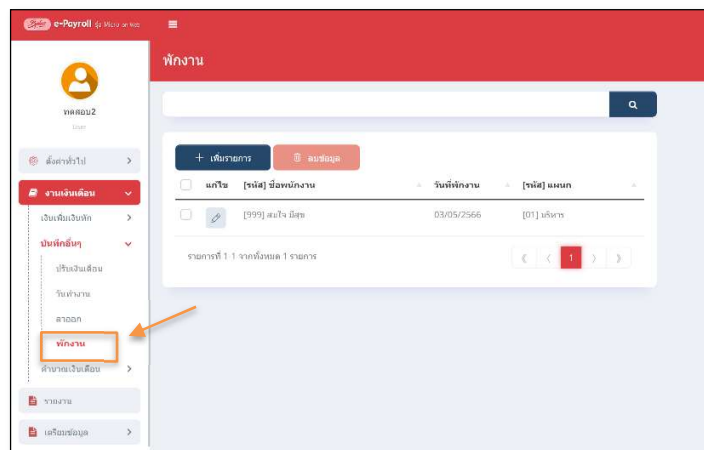 e-Payroll รุ่น Micro on web
พักงาน
ทดสอบ2
User
ตั้งค่าทั่วไป
งานเงินเดือน
เงินเพิ่มเงินหัก
บันทึกอื่นๆ
ปรับเงินเดือน
วันทำงาน
ลาออก
พักงาน
คำนวณเงินเดือน
รายงาน
เตรียมข้อมูล
+ เพิ่มรายการ
ลบข้อมูล
แก้ไข [รหัส] ชื่อพนักงาน วันที่พักงาน [รหัส] แผนก
[999] สมใจ มีสุข 03/05/2566 [01] บริหาร
รายการที่ 1-1 จากทั้งหมด 1 รายการ
1